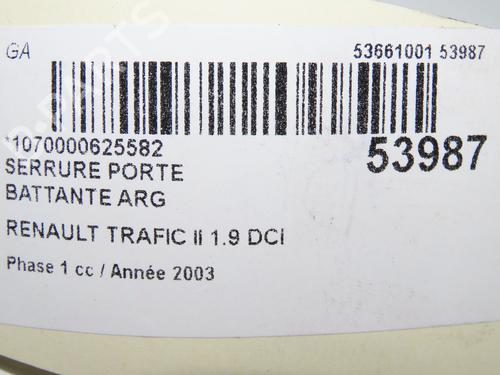 GA
53661001 53987
1070000625582
53987
SERRURE PORTE
BATTANTE ARG
RENAULT TRAFIC II 1.9 DCI
Phase 1 cc / Année 2003